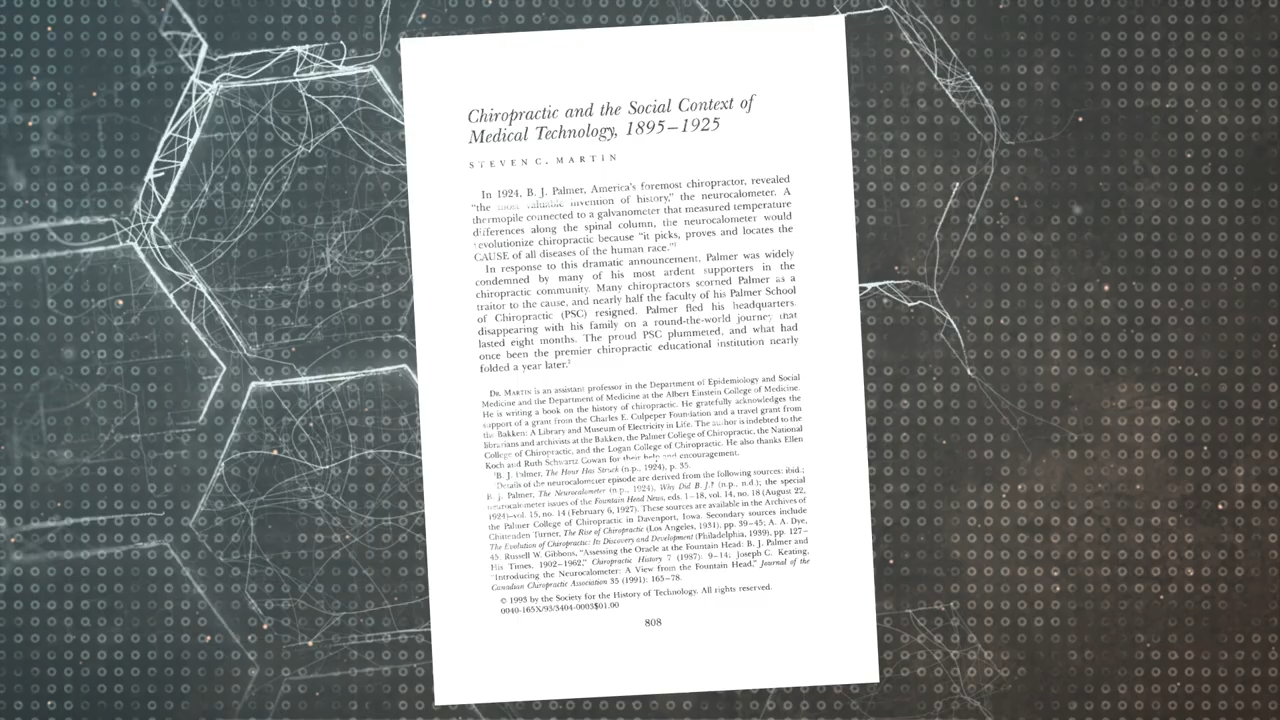 Chiropractic and the Social Context of
Medical Technology, 1895–1925
STEVEN C. MARTIN
In 1924, B. J. Palmer, America's foremost chiropractor, revealed
"the most valuable invention of history," the neurocalometer. A
thermopile connected to a galvanometer that measured temperature
differences along the spinal column, the neurocalometer would
revolutionize chiropractic because "it picks, proves and locates the
CAUSE of all diseases of the human race."1
In response to this dramatic announcement, Palmer was widely
condemned by many of his most ardent supporters in the
chiropractic community. Many chiropractors scorned Palmer as a
traitor to the cause, and nearly half the faculty of his Palmer School
of Chiropractic (PSC) resigned. Palmer fled his headquarters,
disappearing with his family on a round-the-world journey that
lasted eight months. The proud PSC plummeted, and what had
once been the premier chiropractic educational institution nearly
folded a year later.2
DR. MARTIN is an assistant professor in the Department of Epidemiology and Social
Medicine and the Department of Medicine at the Albert Einstein College of Medicine.
He is writing a book on the history of chiropractic. He gratefully acknowledges the
support of a grant from the Charles E. Culpeper Foundation and a travel grant from
the Bakken: A Library and Museum of Electricity in Life. The author is indebted to the
librarians and archivists at the Bakken, the Palmer College of Chiropractic, the National
College of Chiropractic, and the Logan College of Chiropractic. He also thanks Ellen
Koch and Ruth Schwartz Cowan for their help and encouragement.
1B. J. Palmer, The Hour Has Struck (n.p., 1924), p. 35.
Details of the neurocalometer episode are derived from the following sources: ibid.;
B. J. Palmer, The Neurocalometer (n.p., 1924), Why Did B. J.? (n.p., n.d.); the special
neurocalometer issues of the Fountain Head News, eds. 1–18, vol. 14, no. 18 (August 22,
1924)–vol. 15, no. 14 (February 6, 1927). These sources are available in the Archives of
the Palmer College of Chiropractic in Davenport, Iowa. Secondary sources include
Chittenden Turner, The Rise of Chiropractic (Los Angeles, 1931), pp. 39–45; A. A. Dye,
The Evolution of Chiropractic: Its Discovery and Development (Philadelphia, 1939), pp. 127–
45. Russell W. Gibbons, "Assessing the Oracle at the Fountain Head: B. J. Palmer and
His Times, 1902–1962," Chiropractic History 7 (1987): 9–14; Joseph C. Keating,
"Introducing the Neurocalometer: A View from the Fountain Head," Journal of the
Canadian Chiropractic Association 35 (1991): 165–78.
© 1993 by the Society for the History of Technology. All rights reserved.
0040-165X/93/3404-0003$01.00
808